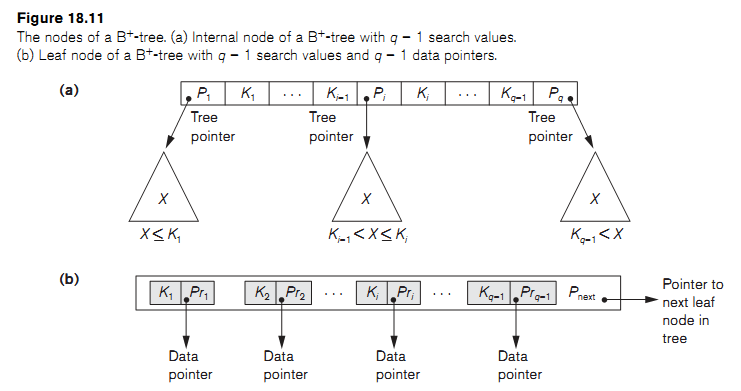 Figure 18.11
The nodes of a B+-tree. (a) Internal node of a B+-tree with q − 1 search values.
(b) Leaf node of a B+-tree with q − 1 search values and q − 1 data pointers.
(a)
P1 K1 . . . Ki–1 Pi Ki . . . Kq–1 Pq
Tree pointer
Tree pointer
Tree pointer
X
X
X
X ≤ K1
Ki–1 < X ≤ Ki
Kq–1 < X
(b)
K1 Pr1 K2 Pr2 . . . Ki Pri . . . Kq–1 Prq–1 Pnext
Pointer to
next leaf
node in
tree
Data
pointer
Data
pointer
Data
pointer
Data
pointer